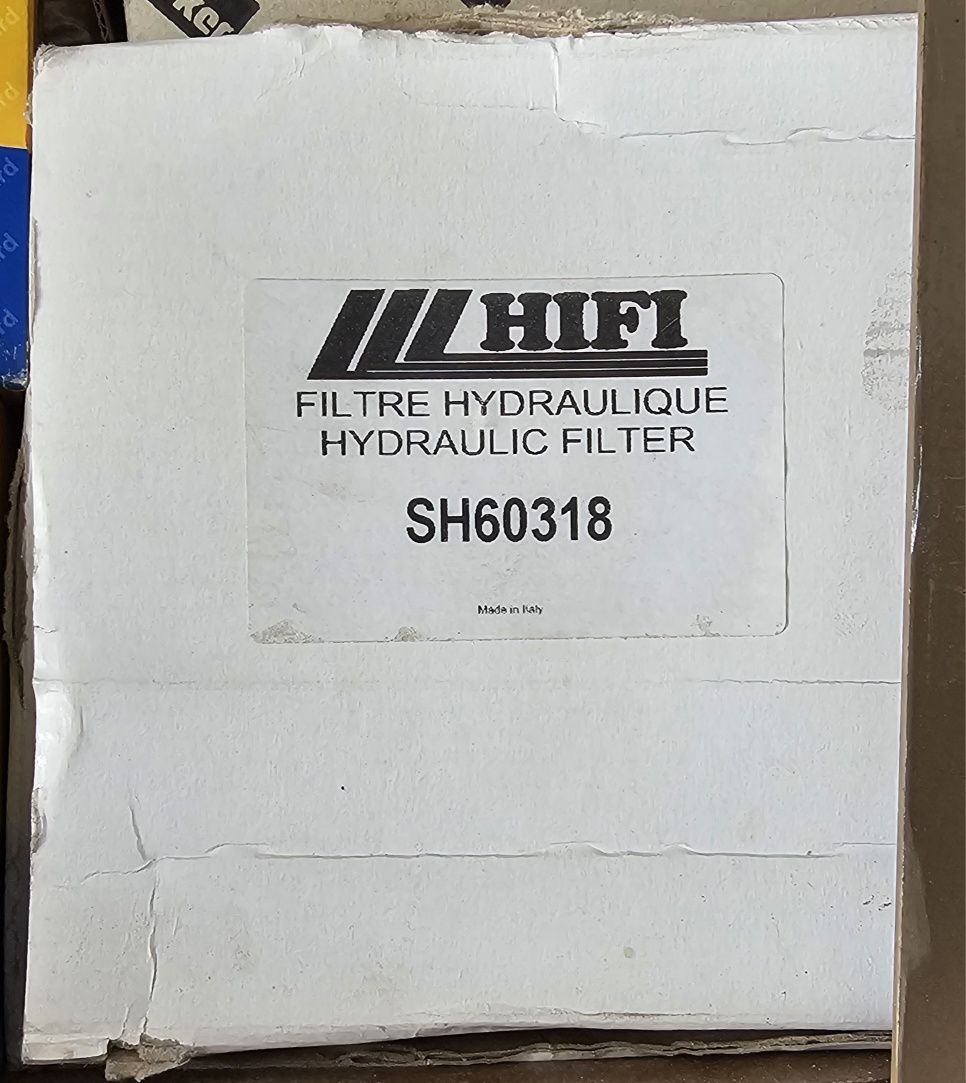 HIFI
FILTRE HYDRAULIQUE
HYDRAULIC FILTER
SH60318
Made in Italy